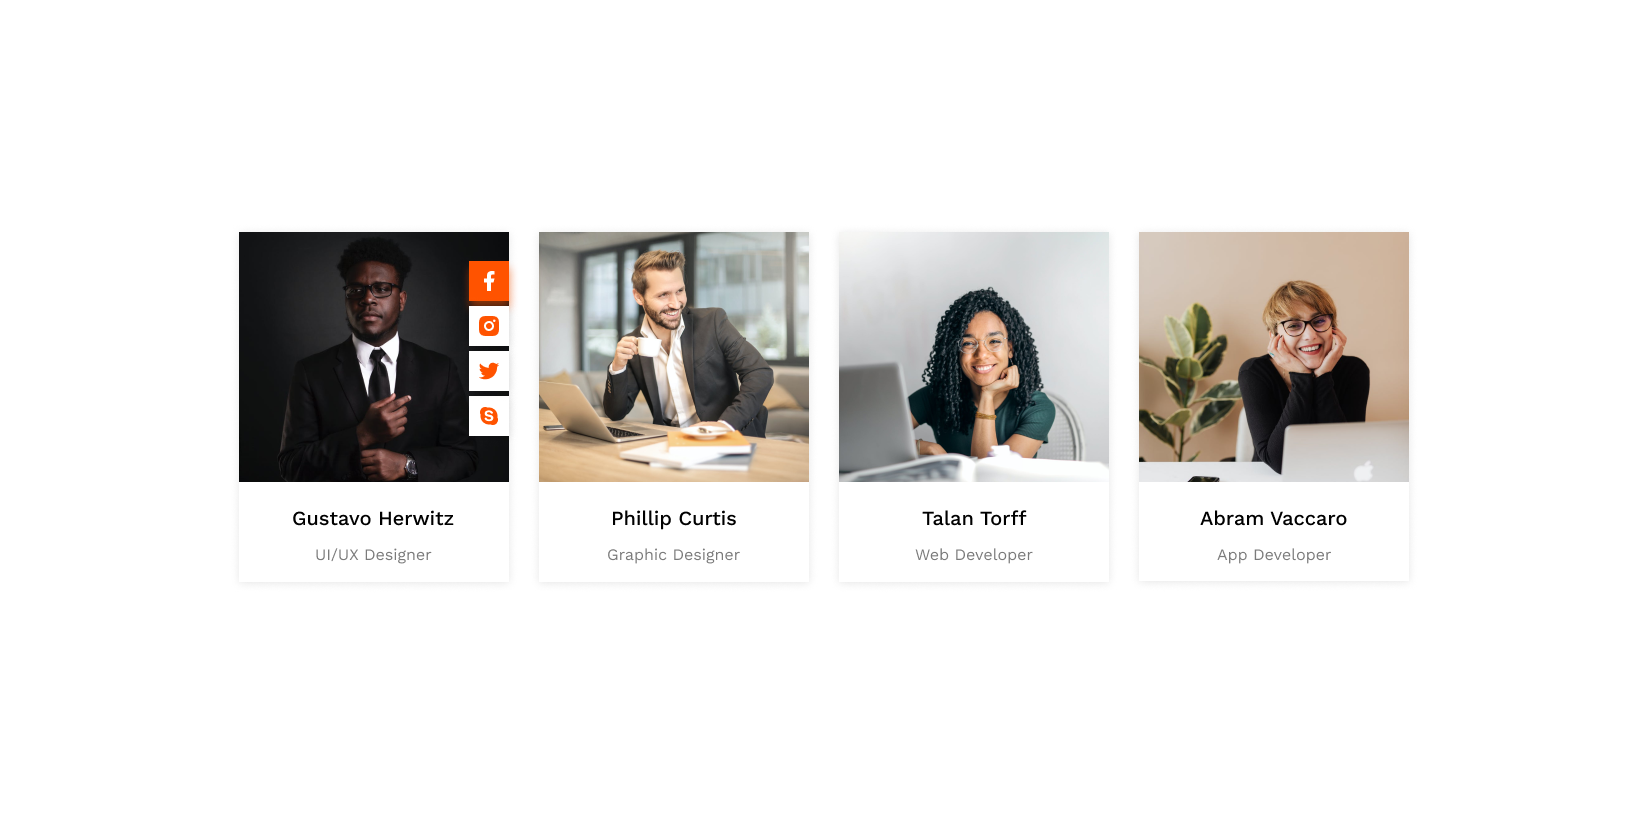 Gustavo Herwitz
UI/UX Designer
Phillip Curtis
Graphic Designer
Talan Torff
Web Developer
Abram Vaccaro
App Developer